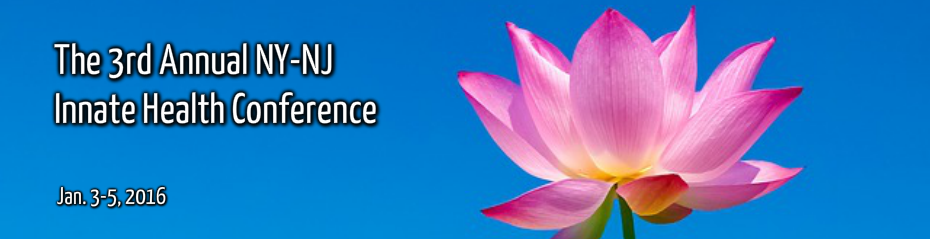 The 3rd Annual NY-NJ
Innate Health Conference
Jan. 3-5, 2016